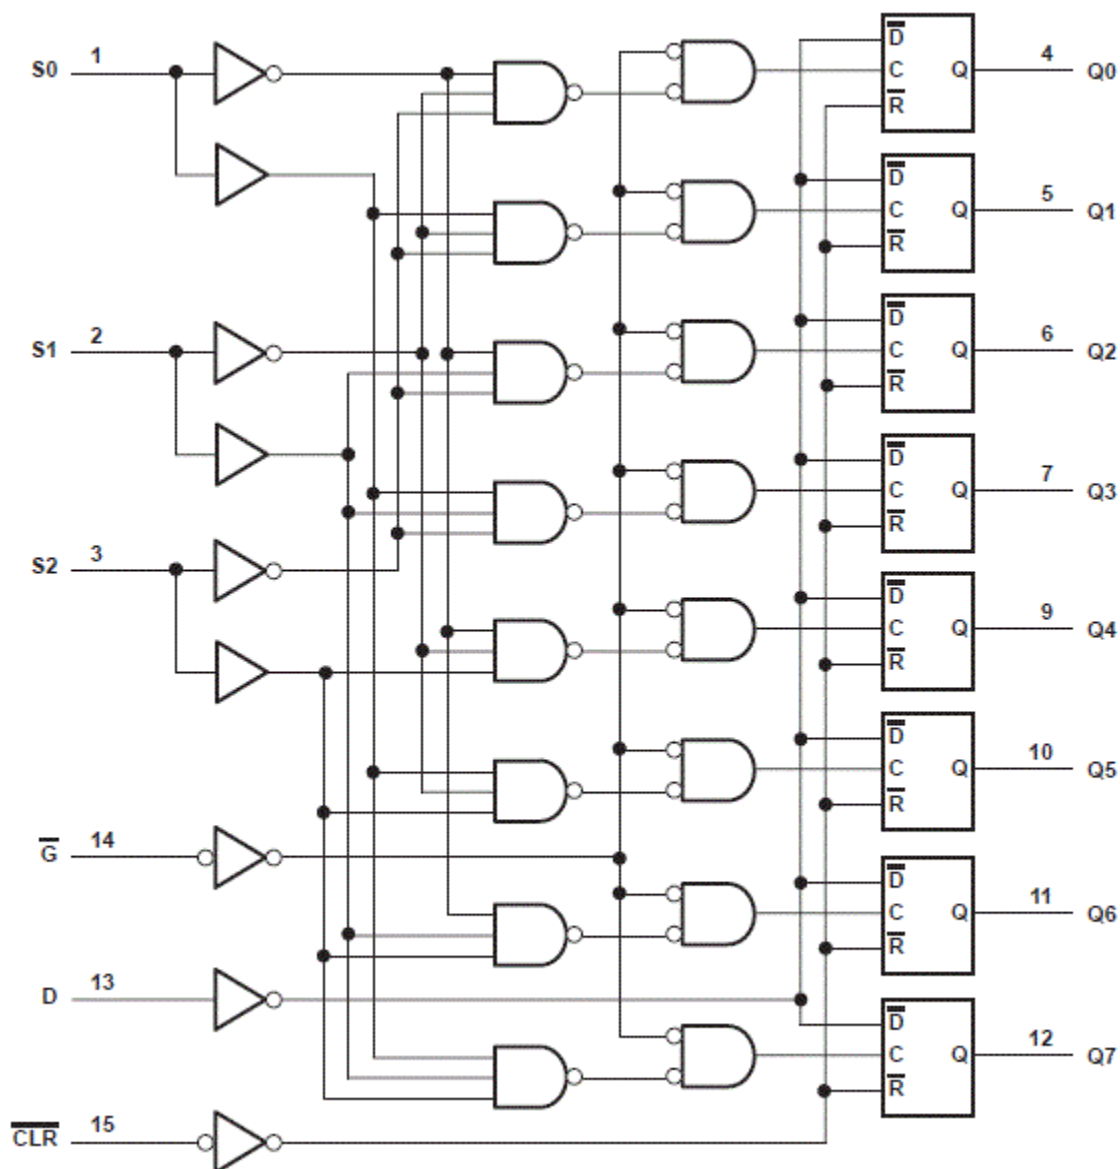 S0 1
S1 2
S2 3
G̅ 14
D 13
C̅L̅R̅ 15
D̅ C R̅ Q 4 Q0
D̅ C R̅ Q 5 Q1
D̅ C R̅ Q 6 Q2
D̅ C R̅ Q 7 Q3
D̅ C R̅ Q 9 Q4
D̅ C R̅ Q 10 Q5
D̅ C R̅ Q 11 Q6
D̅ C R̅ Q 12 Q7